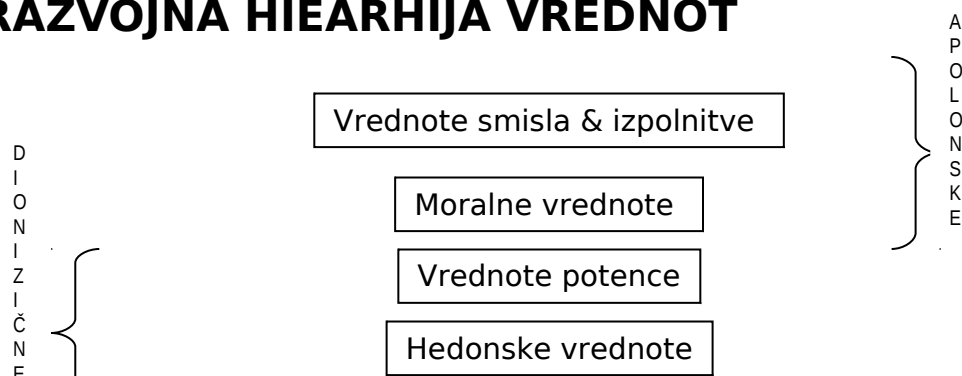 RAZVOJNA HIEARHIJA VREDNOT
APOLONSKE
Vrednote smisla & izpolnitve
DIONIZIČNE
Moralne vrednote
Vrednote potence
Hedonske vrednote